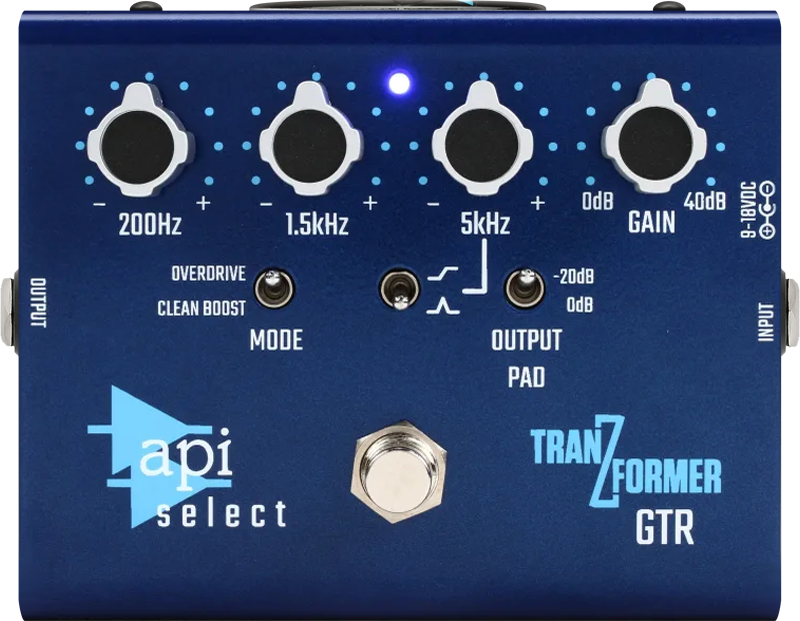 - + - + - + 0dB 40dB
200Hz 1.5kHz 5kHz GAIN
9-18VDC
OVERDRIVE -20dB
CLEAN BOOST 0dB
MODE OUTPUT
PAD
OUTPUT
INPUT
api
select
TRANZFORMER
GTR